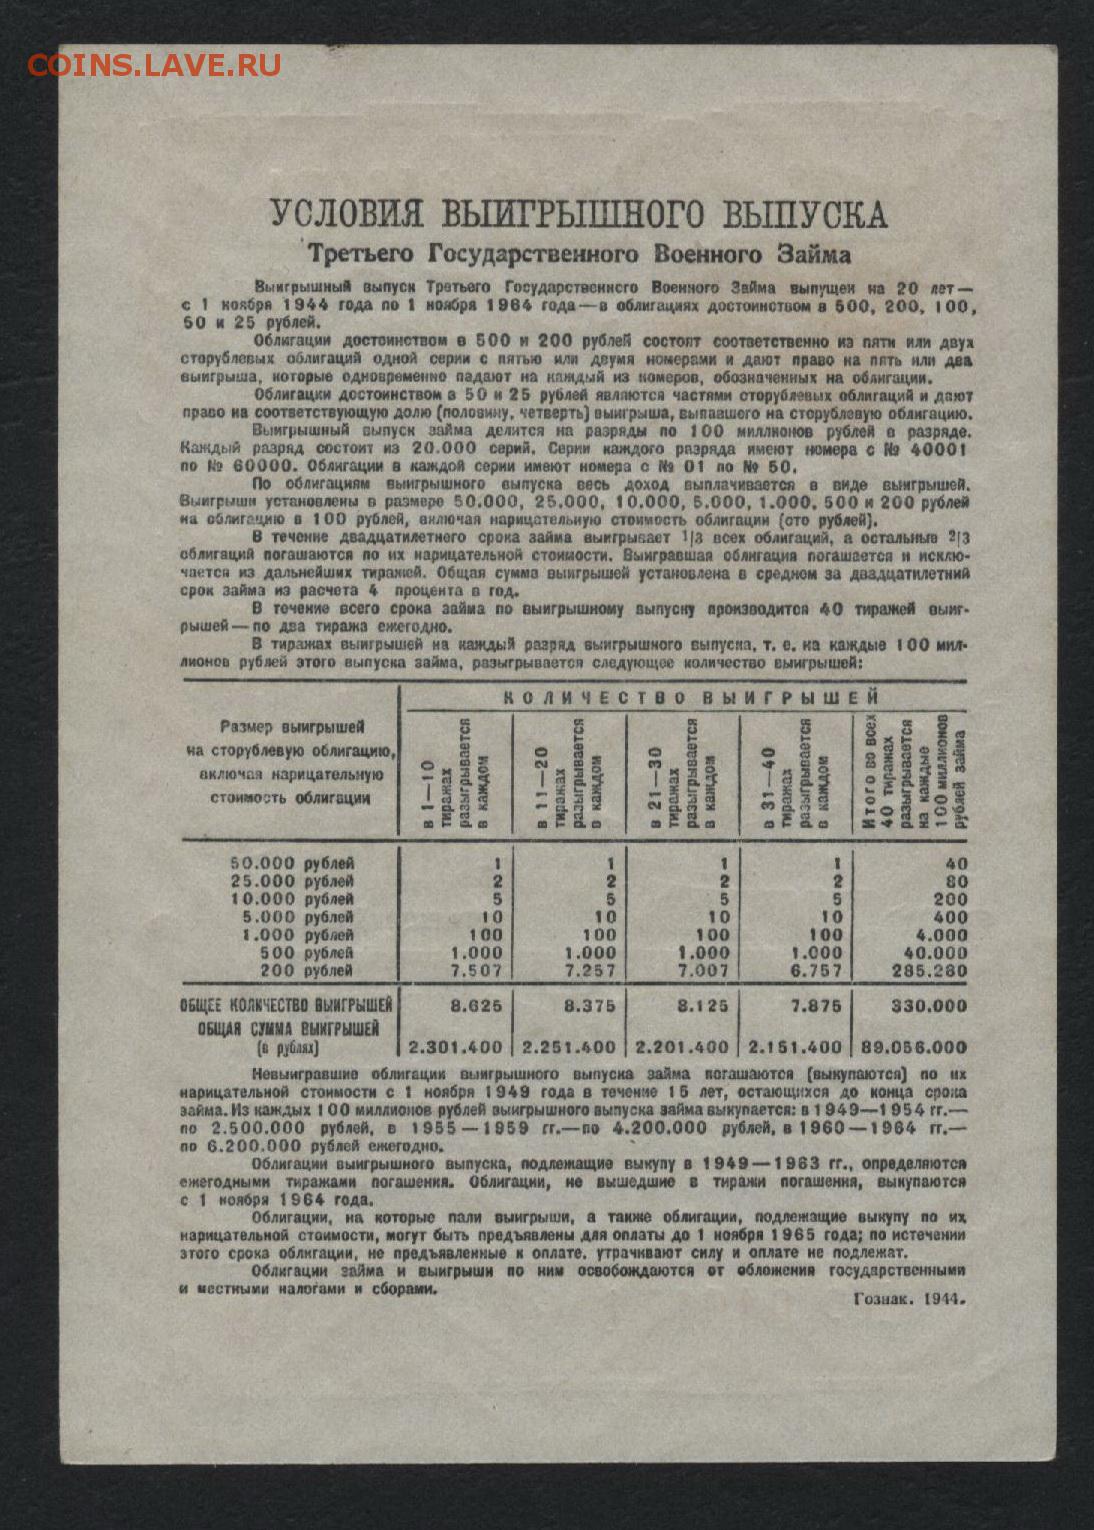 COINS.LAVE.RU
УСЛОВИЯ ВЫИГРЫШНОГО ВЫПУСКА
Третьего Государственного Военного Займа
Выигрышный выпуск Третьего Государственного Военного Займа выпущен на 20 лет—
с 1 ноября 1944 года по 1 ноября 1964 года—в облигациях достоинством в 500, 200, 100,
50 и 25 рублей.
Облигации достоинством в 500 и 200 рублей состоят соответственно из пяти или двух
сторублевых облигаций одной серии с пятью или двумя номерами и дают право на пять или два
выигрыша, которые одновременно падают на каждый из номеров, обозначенных на облигации.
Облигации достоинством в 50 и 25 рублей являются частями сторублевых облигаций и дают
право на соответствующую долю (половину, четверть) выигрыша, выпавшего на сторублевую облигацию.
Выигрышный выпуск займа делится на разряды по 100 миллионов рублей в разряде.
Каждый разряд состоит из 20.000 серий. Серии каждого разряда имеют номера с № 40001
по № 60000. Облигации в каждой серии имеют номера с № 01 по № 50.
По облигациям выигрышного выпуска весь доход выплачивается в виде выигрышей.
Выигрыши установлены в размере 50.000, 25.000, 10.000, 5.000, 1.000, 500 и 200 рублей
на облигацию в 100 рублей, включая нарицательную стоимость облигации (сто рублей).
В течение двадцатилетнего срока займа выигрывает 1/3 всех облигаций, а остальные 2/3
облигаций погашаются по их нарицательной стоимости. Выигравшая облигация погашается и исклю-
чается из дальнейших тиражей. Общая сумма выигрышей установлена в среднем за двадцатилетний
срок займа из расчета 4 процента в год.
В течение всего срока займа по выигрышному выпуску производится 40 тиражей выиг-
рышей—по два тиража ежегодно.
В тиражах выигрышей на каждый разряд выигрышного выпуска, т. е. на каждые 100 мил-
лионов рублей этого выпуска займа, разыгрывается следующее количество выигрышей:
Размер выигрышей
на сторублевую облигацию,
включая нарицательную
стоимость облигации
КОЛИЧЕСТВО ВЫИГРЫШЕЙ
в 1—10
тиражах
разыгрывается
в каждом
в 11—20
тиражах
разыгрывается
в каждом
в 21—30
тиражах
разыгрывается
в каждом
в 31—40
тиражах
разыгрывается
в каждом
Итого во всех
40 тиражах
разыгрывается
на каждые
100 миллионов
рублей займа
50.000 рублей 1 1 1 1 40
25.000 рублей 2 2 2 2 80
10.000 рублей 5 5 5 5 200
5.000 рублей 10 10 10 10 400
1.000 рублей 100 100 100 100 4.000
500 рублей 1.000 1.000 1.000 1.000 40.000
200 рублей 7.507 7.257 7.007 6.757 285.280
ОБЩЕЕ КОЛИЧЕСТВО ВЫИГРЫШЕЙ 8.625 8.375 8.125 7.875 330.000
ОБЩАЯ СУММА ВЫИГРЫШЕЙ
(в рублях) 2.301.400 2.251.400 2.201.400 2.151.400 89.056.000
Невыигравшие облигации выигрышного выпуска займа погашаются (выкупаются) по их
нарицательной стоимости с 1 ноября 1949 года в течение 15 лет, остающихся до конца срока
займа. Из каждых 100 миллионов рублей выигрышного выпуска займа выкупается: в 1949—1954 гг.—
по 2.500.000 рублей, в 1955—1959 гг.—по 4.200.000 рублей, в 1960—1964 гг.—
по 6.200.000 рублей ежегодно.
Облигации выигрышного выпуска, подлежащие выкупу в 1949—1963 гг., определяются
ежегодными тиражами погашения. Облигации, не вышедшие в тиражи погашения, выкупаются
с 1 ноября 1964 года.
Облигации, на которые пали выигрыши, а также облигации, подлежащие выкупу по их
нарицательной стоимости, могут быть предъявлены для оплаты до 1 ноября 1965 года; по истечении
этого срока облигации, не предъявленные к оплате, утрачивают силу и оплате не подлежат.
Облигации займа и выигрыши по ним освобождаются от обложения государственными
и местными налогами и сборами.
Гознак. 1944.